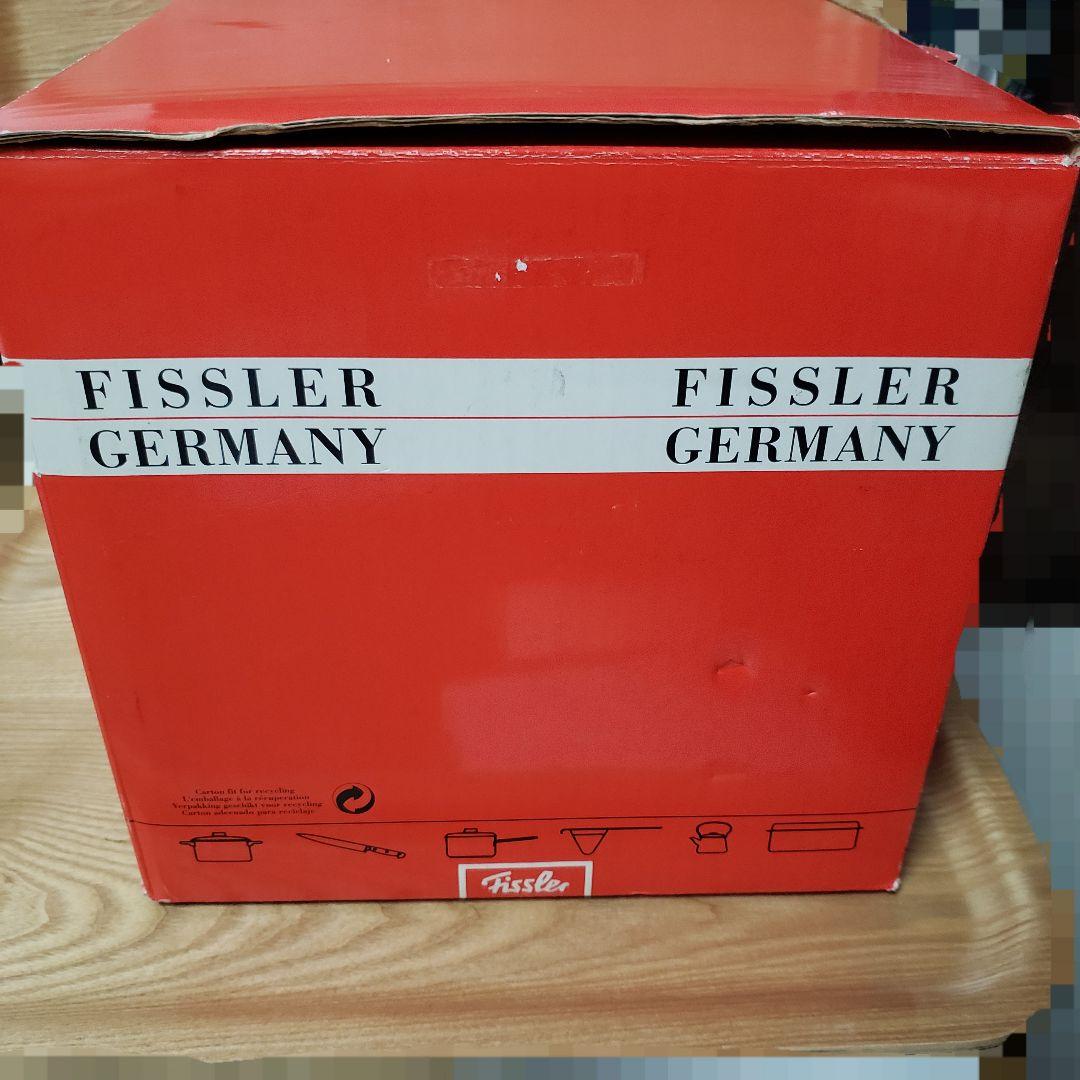 FISSLER FISSLER
GERMANY GERMANY
Carton fit for recycling
L'emballage à la récuperation
Verpakking geschikt voor recycling
Carton adecuado para reciclaje
Fissler